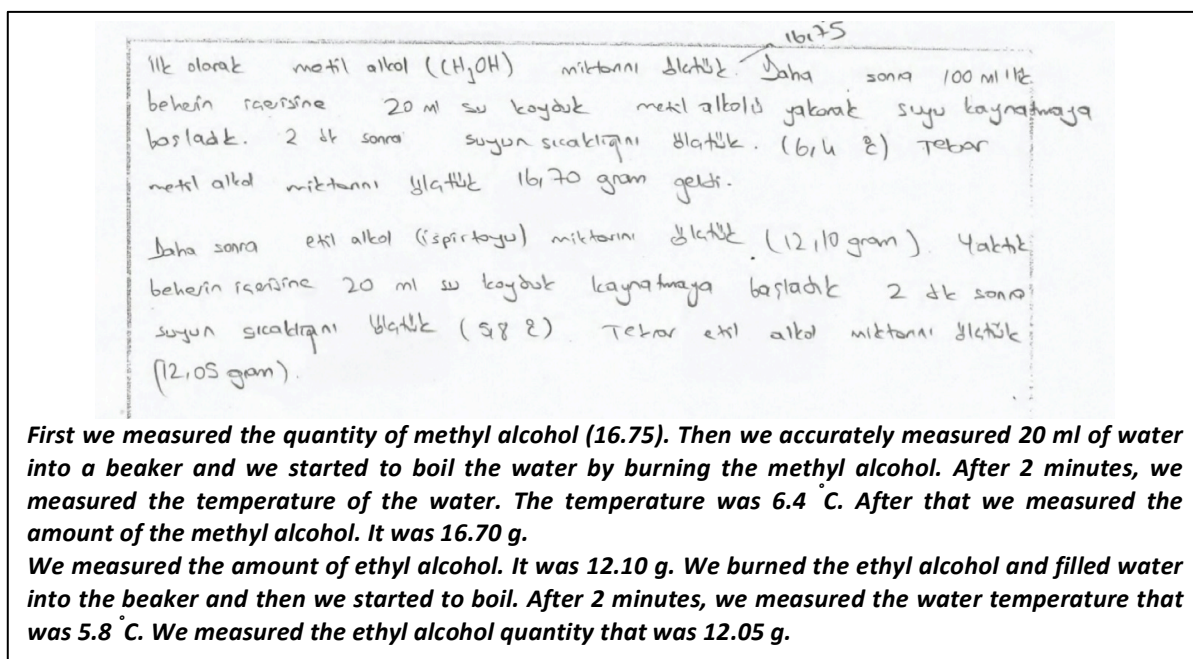 16,75
ilk olarak metil alkol (CH3OH) miktarını ölçtük. Daha sonra 100 ml lik
beherin içerisine 20 ml su koyduk metil alkolü yakarak suyu kaynatmaya
başladık. 2 dk sonra suyun sıcaklığını ölçtük. (6,4 °C) Tekrar
metil alkol miktarını ölçtük 16,70 gram geldi.
Daha sonra etil alkol (ispirtoyu) miktarını ölçtük (12,10 gram). Yaktık
beherin içerisine 20 ml su koyduk kaynatmaya başladık 2 dk sonra
suyun sıcaklığını ölçtük (5,8 °C). Tekrar etil alkol miktarını ölçtük
(12,05 gram).
First we measured the quantity of methyl alcohol (16.75). Then we accurately measured 20 ml of water
into a beaker and we started to boil the water by burning the methyl alcohol. After 2 minutes, we
measured the temperature of the water. The temperature was 6.4 °C. After that we measured the
amount of the methyl alcohol. It was 16.70 g.
We measured the amount of ethyl alcohol. It was 12.10 g. We burned the ethyl alcohol and filled water
into the beaker and then we started to boil. After 2 minutes, we measured the water temperature that
was 5.8 °C. We measured the ethyl alcohol quantity that was 12.05 g.